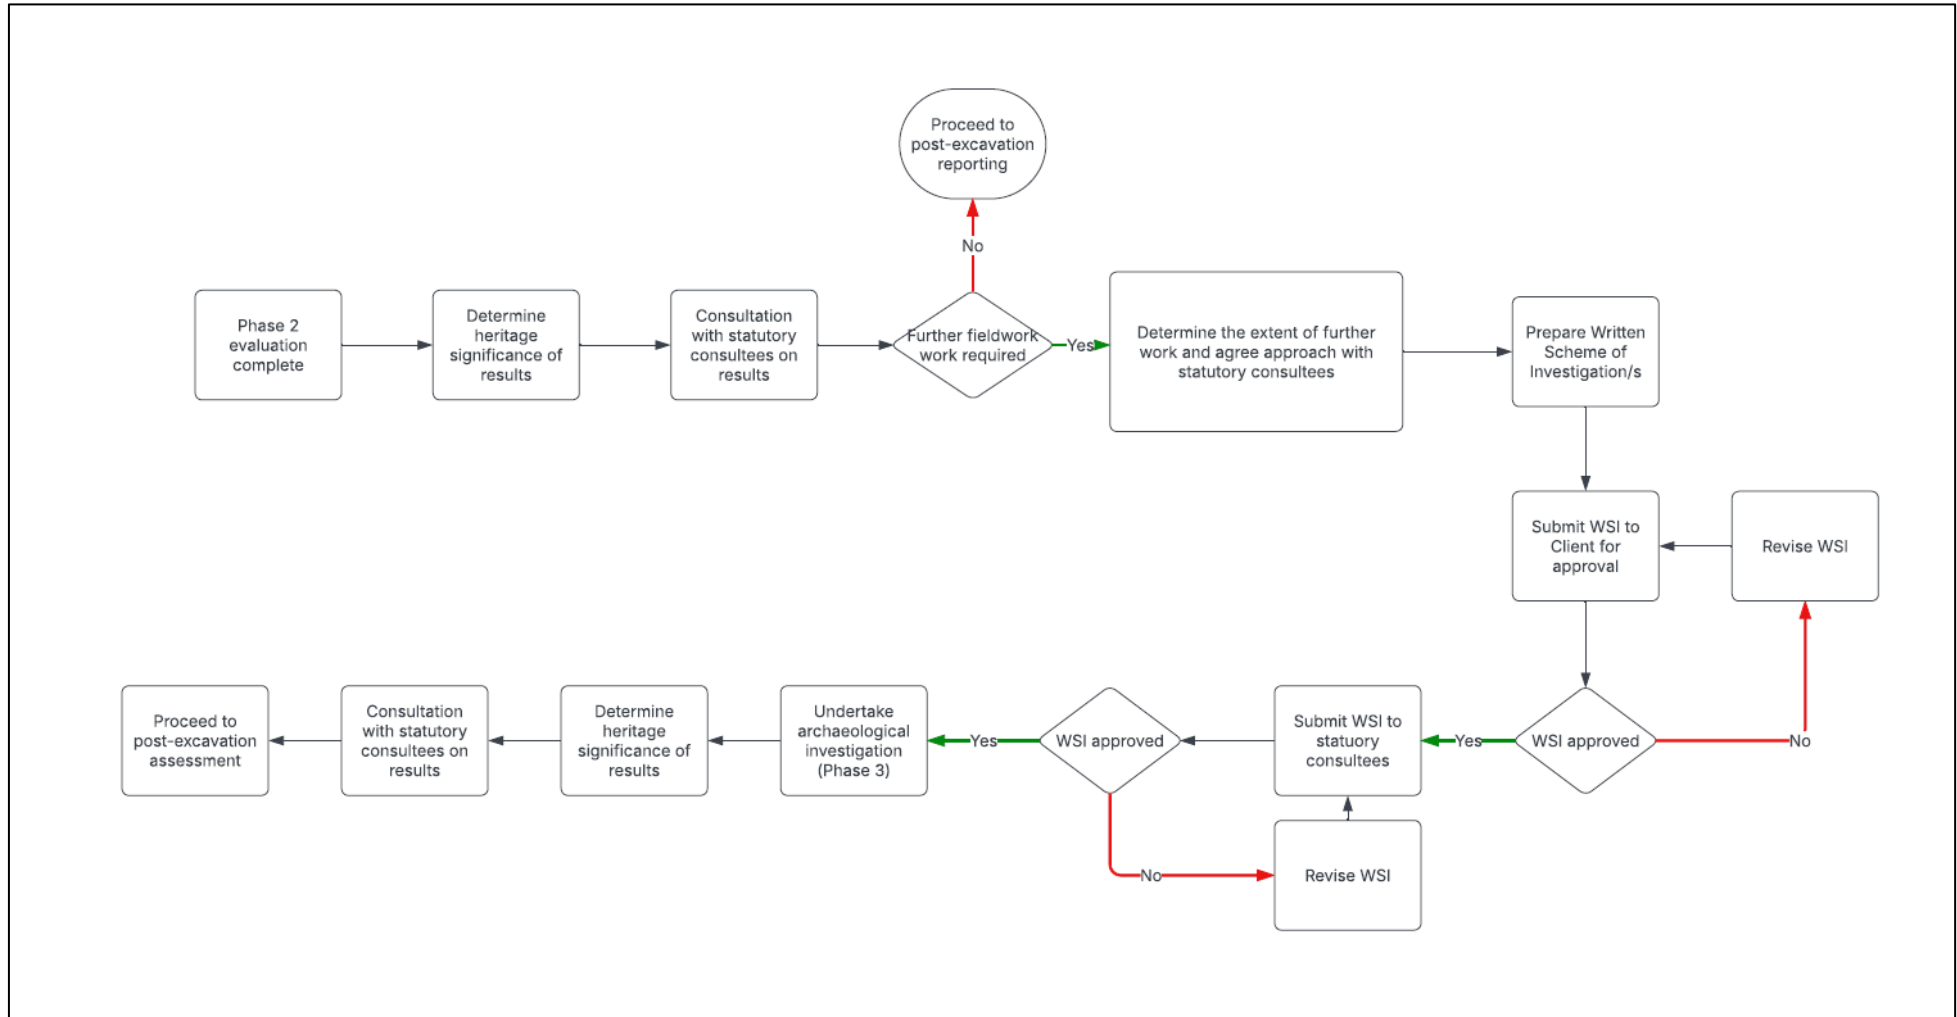 Proceed to
post-excavation
reporting
No
Phase 2
evaluation
complete
Determine
heritage
significance of
results
Consultation
with statutory
consultees on
results
Further fieldwork
work required
Yes
Determine the extent of further
work and agree approach with
statutory consultees
Prepare Written
Scheme of
Investigation/s
Submit WSI to
Client for
approval
Revise WSI
No
WSI approved
Yes
Submit WSI to
statuory
consultees
WSI approved
Yes
Undertake
archaeological
investigation
(Phase 3)
Determine
heritage
significance of
results
Consultation
with statutory
consultees on
results
Proceed to
post-excavation
assessment
No
Revise WSI